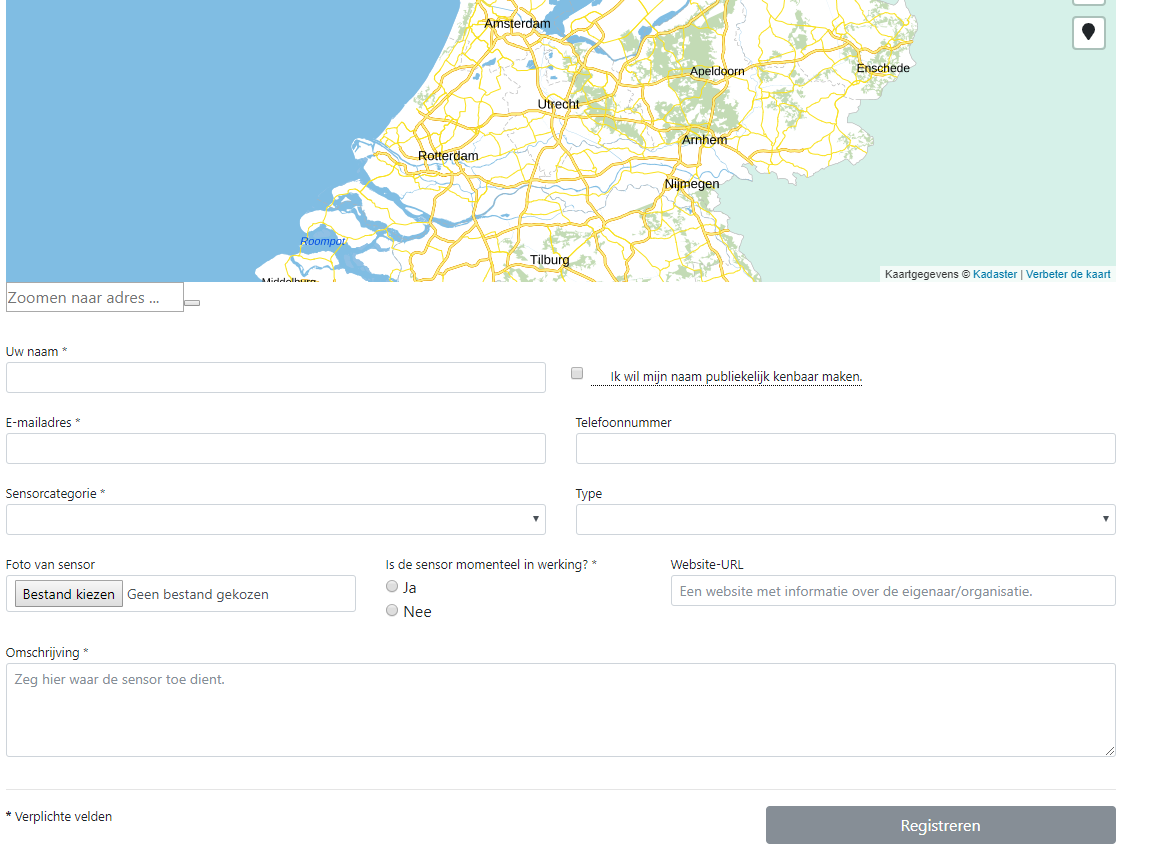 Amsterdam
Apeldoorn
Enschede
Utrecht
Arnhem
Rotterdam
Nijmegen
Roompot
Tilburg
Middelburg
Kaartgegevens © Kadaster | Verbeter de kaart
Zoomen naar adres ...
Uw naam *
Ik wil mijn naam publiekelijk kenbaar maken.
E-mailadres *
Telefoonnummer
Sensorcategorie *
Type
Foto van sensor
Is de sensor momenteel in werking? *
Website-URL
Bestand kiezen Geen bestand gekozen
Ja
Een website met informatie over de eigenaar/organisatie.
Nee
Omschrijving *
Zeg hier waar de sensor toe dient.
* Verplichte velden
Registreren